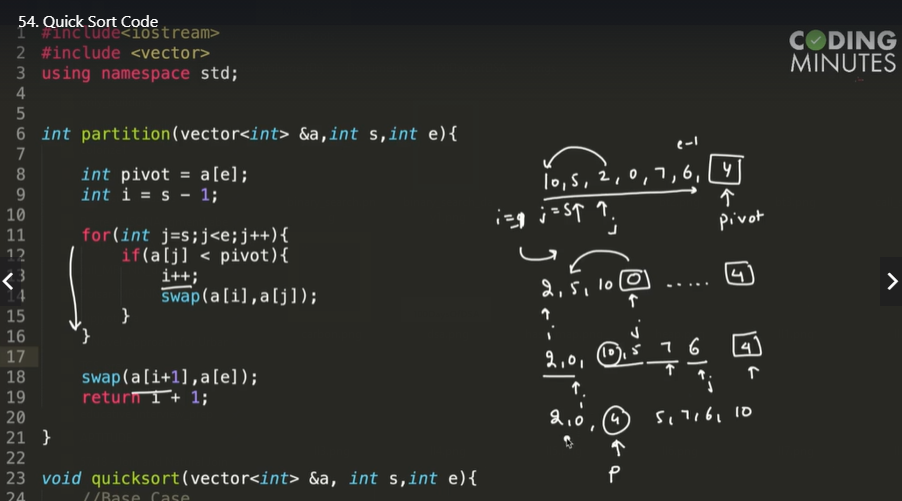 54. Quick Sort Code
CODING
MINUTES
1 #include<iostream>
2 #include <vector>
3 using namespace std;
4
5
6 int partition(vector<int> &a,int s,int e){
7
8 int pivot = a[e];
9 int i = s - 1;
10
11 for(int j=s;j<e;j++){
12 if(a[j] < pivot){
13 i++;
14 swap(a[i],a[j]);
15 }
16 }
17
18 swap(a[i+1],a[e]);
19 return i + 1;
20
21 }
22
23 void quicksort(vector<int> &a, int s,int e){
24 //Base Case
e-1
10, 5, 2, 0, 7, 6, 4
j=s
j
pivot
2, 5, 10 0 ..... 4
i j
2, 0, 10, 5 7 6 4
i j
2, 0, 4 5, 7, 6, 10
P